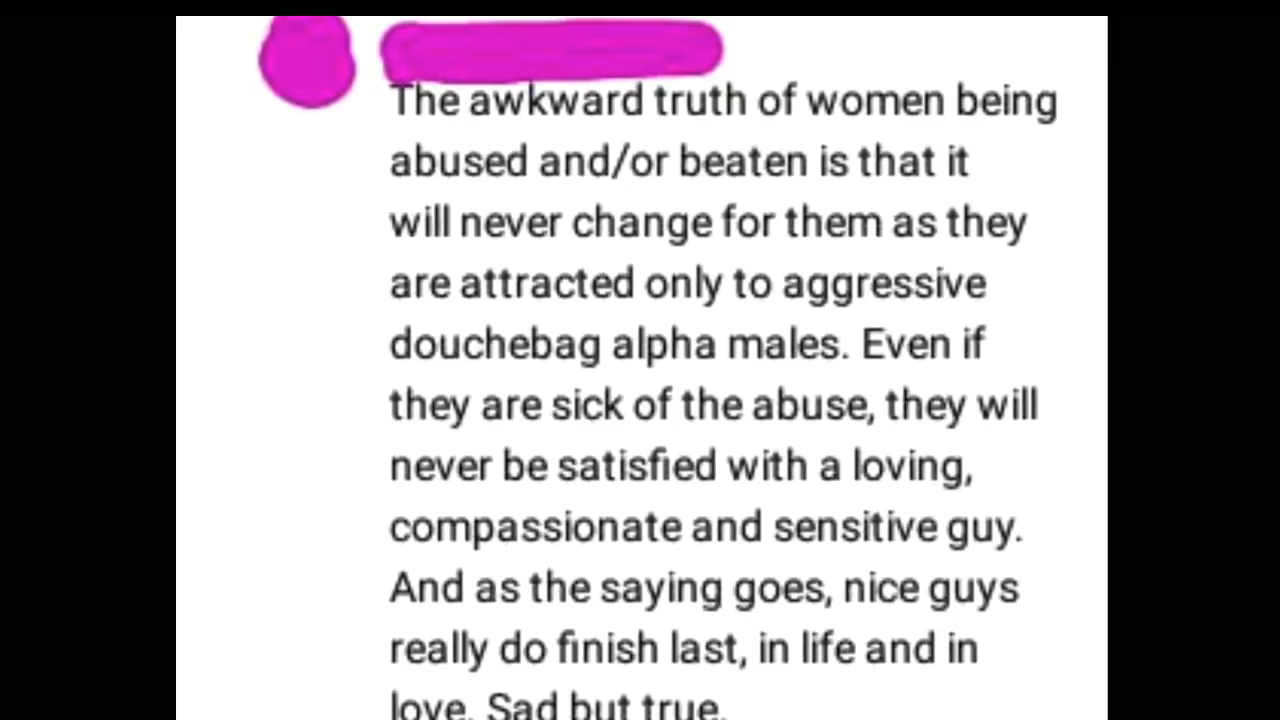 The awkward truth of women being
abused and/or beaten is that it
will never change for them as they
are attracted only to aggressive
douchebag alpha males. Even if
they are sick of the abuse, they will
never be satisfied with a loving,
compassionate and sensitive guy.
And as the saying goes, nice guys
really do finish last, in life and in
love. Sad but true.